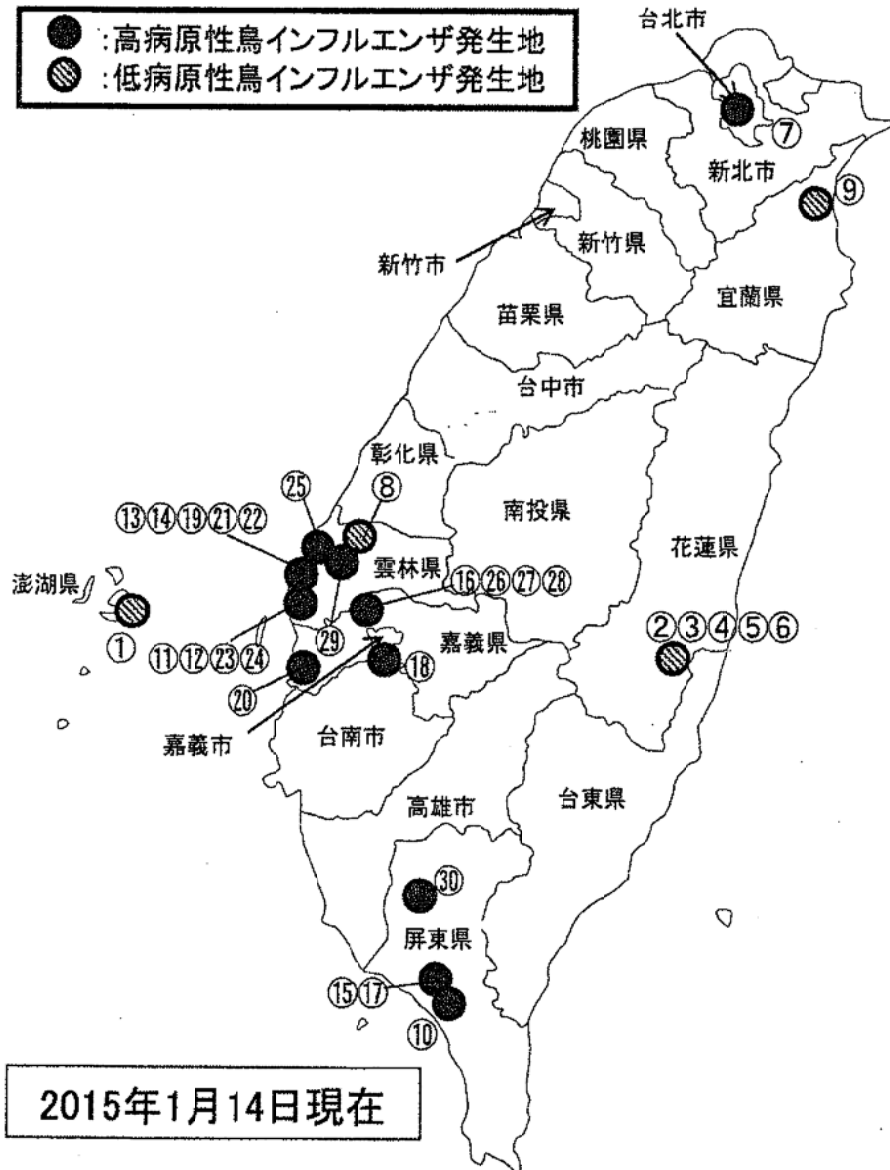 :高病原性鳥インフルエンザ発生地
:低病原性鳥インフルエンザ発生地
台北市
桃園県
⑦
新北市
⑨
新竹市
新竹県
宜蘭県
苗栗県
台中市
彰化県
㉕
⑧
⑬⑭⑲㉑㉒
南投県
花蓮県
澎湖県
雲林県
⑯㉖㉗㉘
①
⑪⑫㉓㉔
㉙
嘉義県
②③④⑤⑥
⑱
⑳
嘉義市
台南市
台東県
高雄市
㉚
屏東県
⑮⑰
⑩
2015年1月14日現在